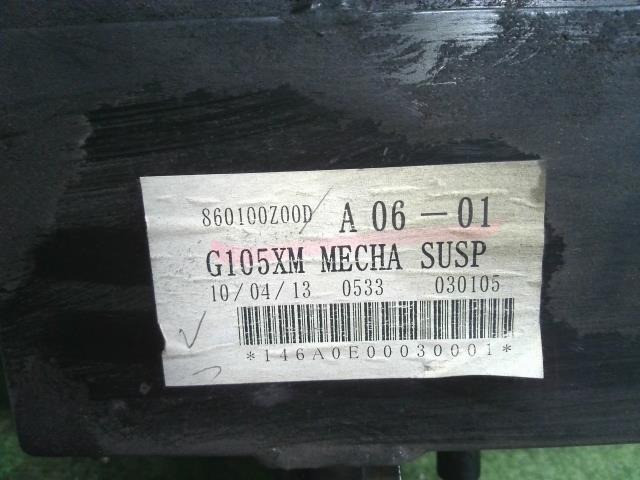 860100Z00D A 06-01
G105XM MECHA SUSP
10/04/13 0533 030105
*146A0E00030001*